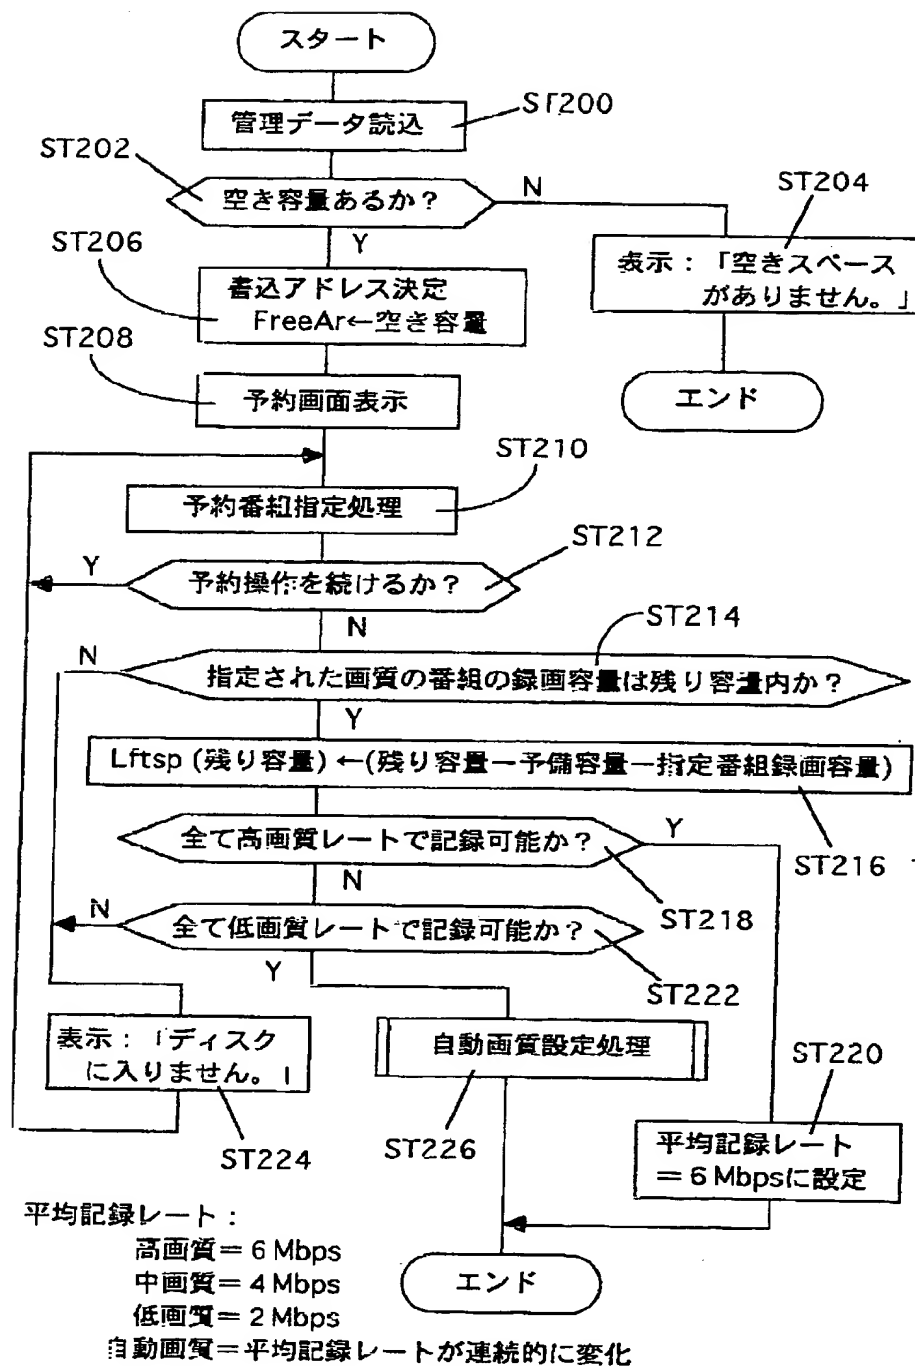 スタート
ST200
管理データ読込
ST202
空き容量あるか？
N
Y
ST204
表示：「空きスペース
がありません。」
エンド
ST206
書込アドレス決定
FreeAr←空き容量
ST208
予約画面表示
ST210
予約番組指定処理
ST212
予約操作を続けるか？
Y
N
ST214
指定された画質の番組の録画容量は残り容量内か？
N
Y
Lftsp (残り容量) ←(残り容量－予備容量－指定番組録画容量)
ST216
全て高画質レートで記録可能か？
Y
N
ST218
全て低画質レートで記録可能か？
N
Y
ST222
表示：「ディスク
に入りません。」
ST224
自動画質設定処理
ST226
ST220
平均記録レート
＝6 Mbpsに設定
エンド
平均記録レート：
高画質＝6 Mbps
中画質＝4 Mbps
低画質＝2 Mbps
自動画質＝平均記録レートが連続的に変化